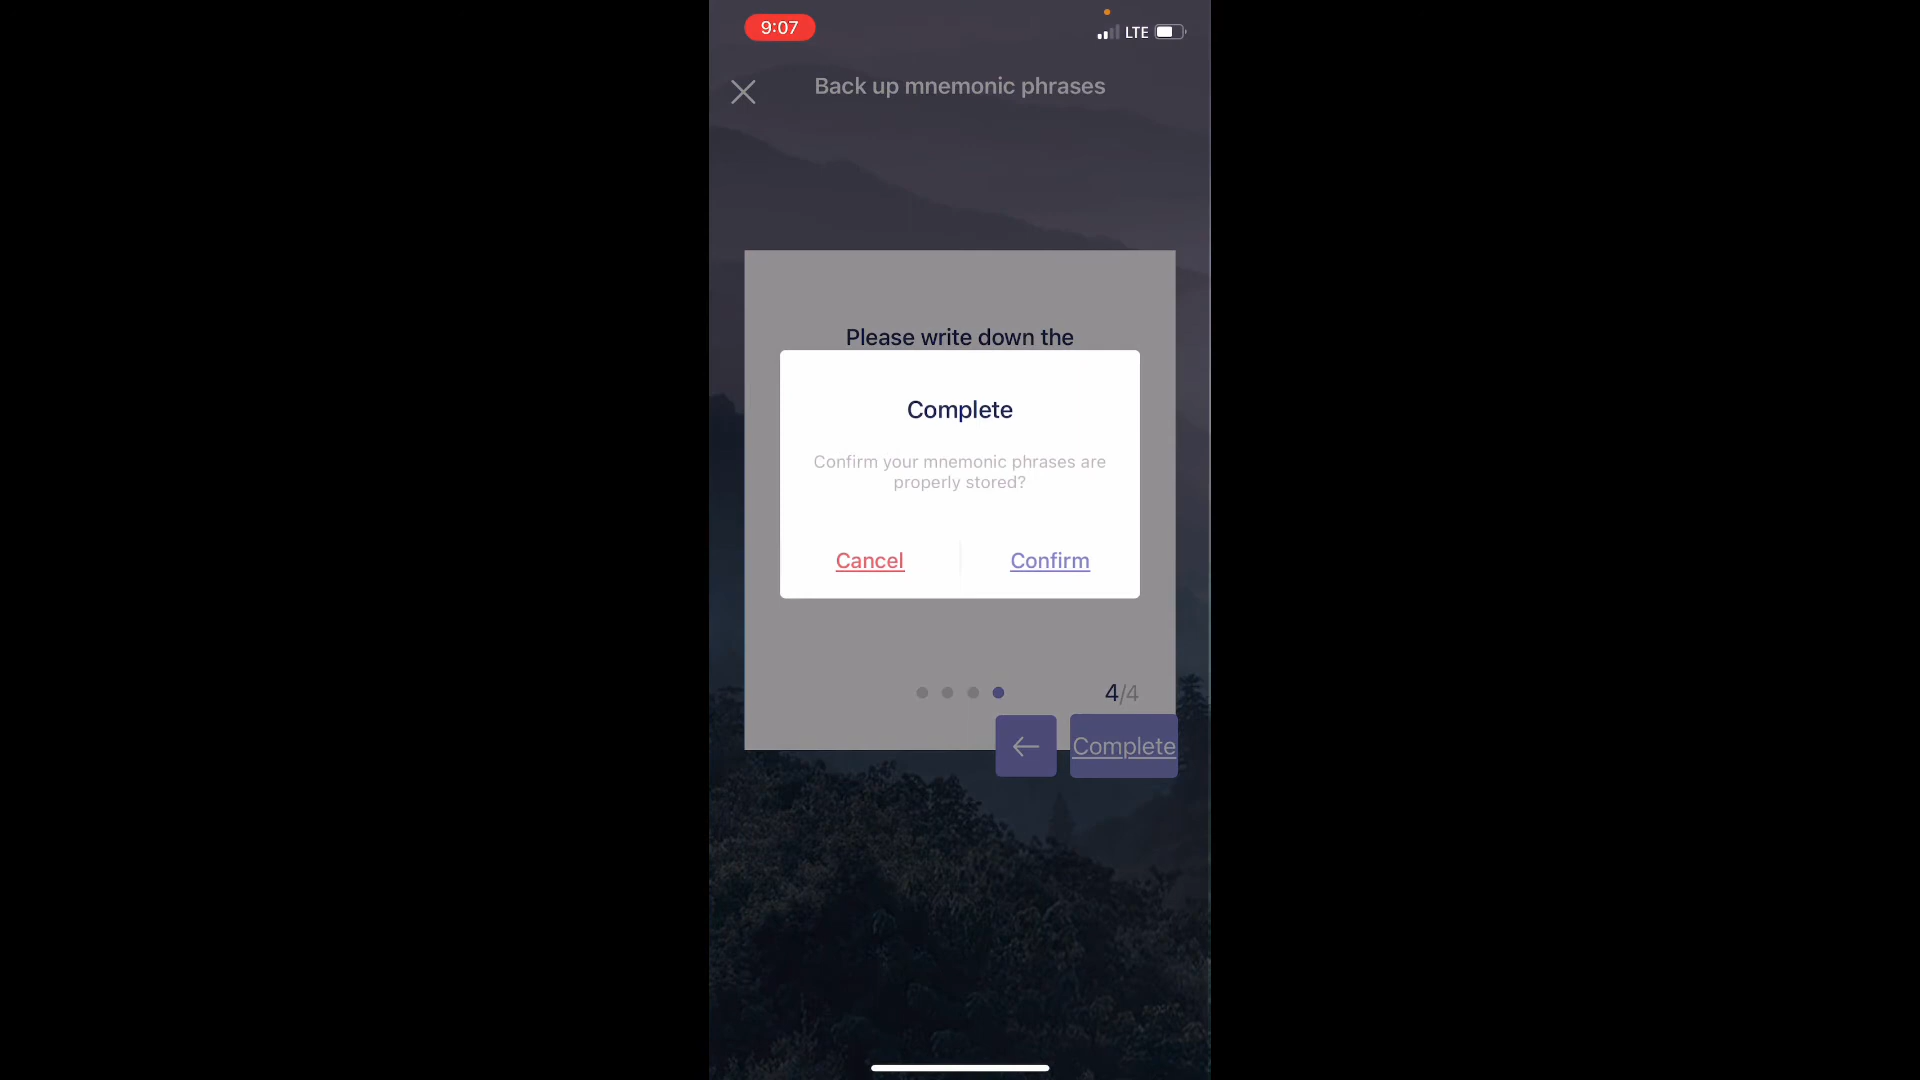 9:07
LTE
Back up mnemonic phrases
Please write down the
Complete
Confirm your mnemonic phrases are
properly stored?
Cancel
Confirm
4/4
Complete